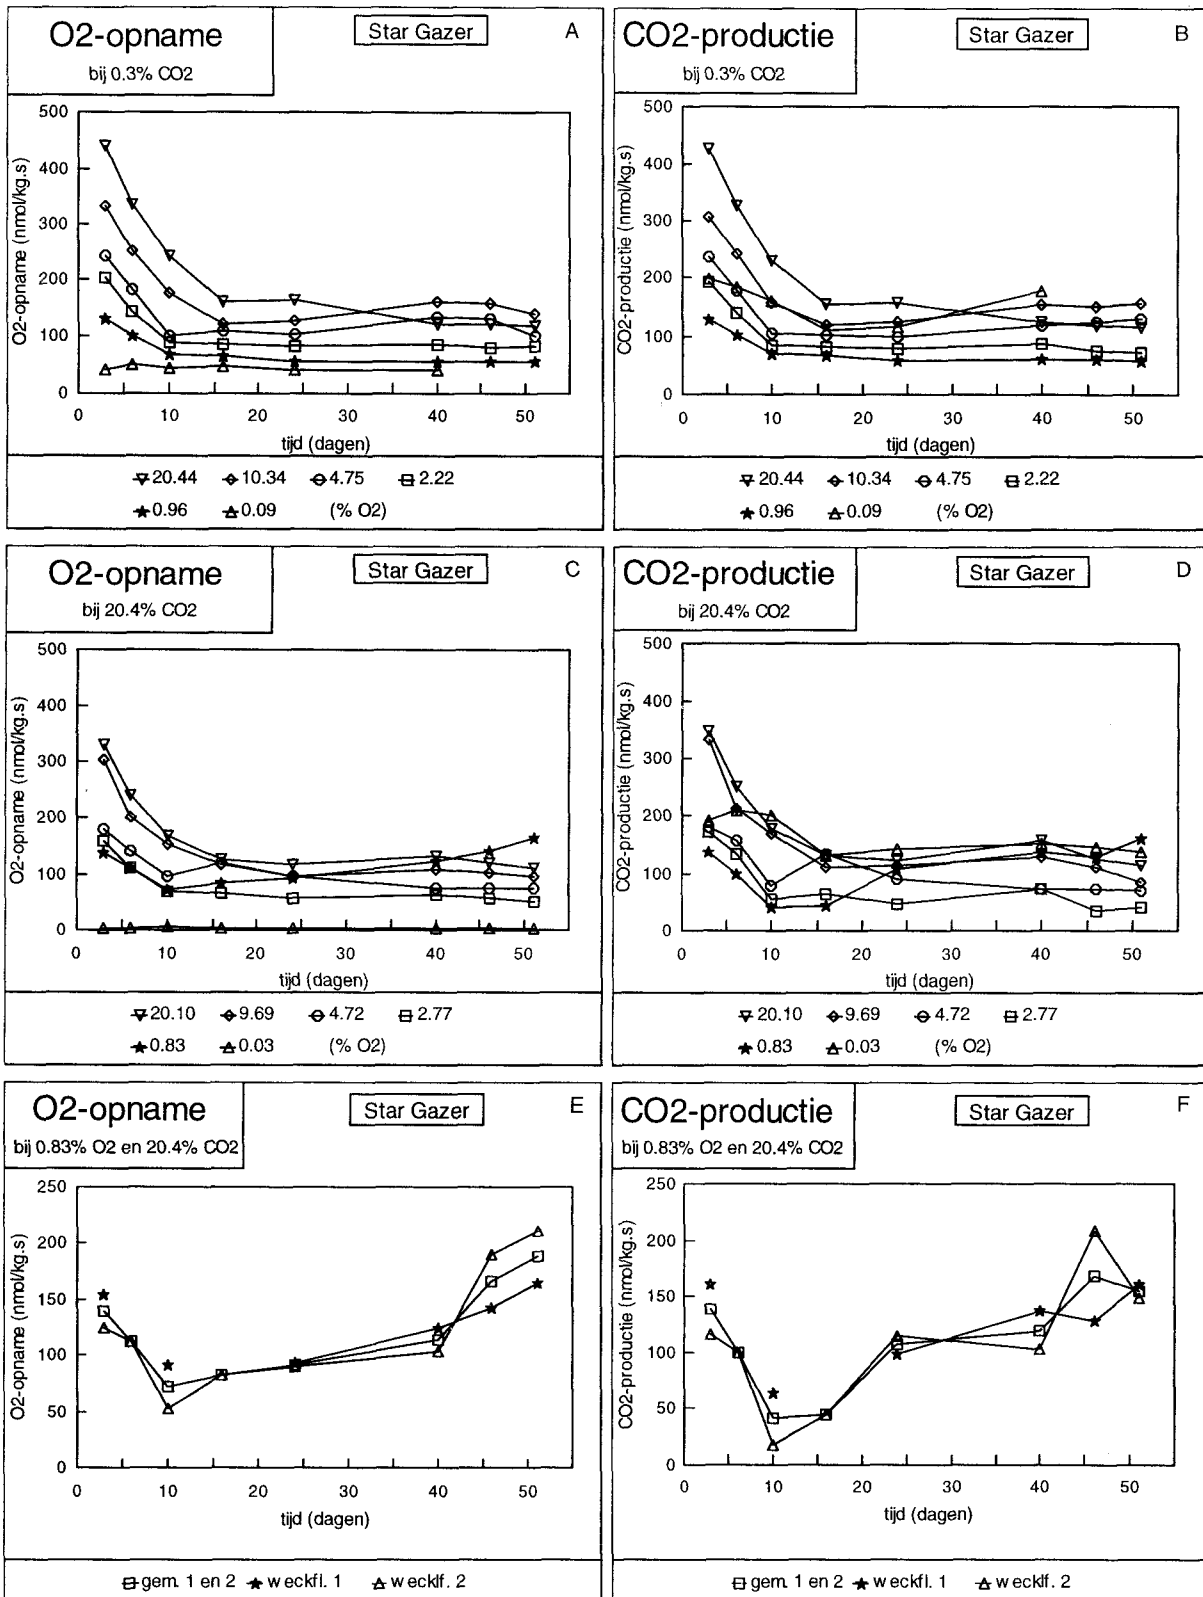 O2-opname
bij 0.3% CO2
Star Gazer
A
O2-opname (nmol/kg.s)
500
400
300
200
100
0
0 10 20 30 40 50
tijd (dagen)
20.44 10.34 4.75 2.22
0.96 0.09 (% O2)
CO2-productie
bij 0.3% CO2
Star Gazer
B
CO2-productie (nmol/kg.s)
500
400
300
200
100
0
0 10 20 30 40 50
tijd (dagen)
20.44 10.34 4.75 2.22
0.96 0.09 (% O2)
O2-opname
bij 20.4% CO2
Star Gazer
C
O2-opname (nmol/kg.s)
500
400
300
200
100
0
0 10 20 30 40 50
tijd (dagen)
20.10 9.69 4.72 2.77
0.83 0.03 (% O2)
CO2-productie
bij 20.4% CO2
Star Gazer
D
CO2-productie (nmol/kg.s)
500
400
300
200
100
0
0 10 20 30 40 50
tijd (dagen)
20.10 9.69 4.72 2.77
0.83 0.03 (% O2)
O2-opname
bij 0.83% O2 en 20.4% CO2
Star Gazer
E
O2-opname (nmol/kg.s)
250
200
150
100
50
0
0 10 20 30 40 50
tijd (dagen)
gem. 1 en 2 weckfl. 1 wecklf. 2
CO2-productie
bij 0.83% O2 en 20.4% CO2
Star Gazer
F
CO2-productie (nmol/kg.s)
250
200
150
100
50
0
0 10 20 30 40 50
tijd (dagen)
gem. 1 en 2 weckfl. 1 wecklf. 2